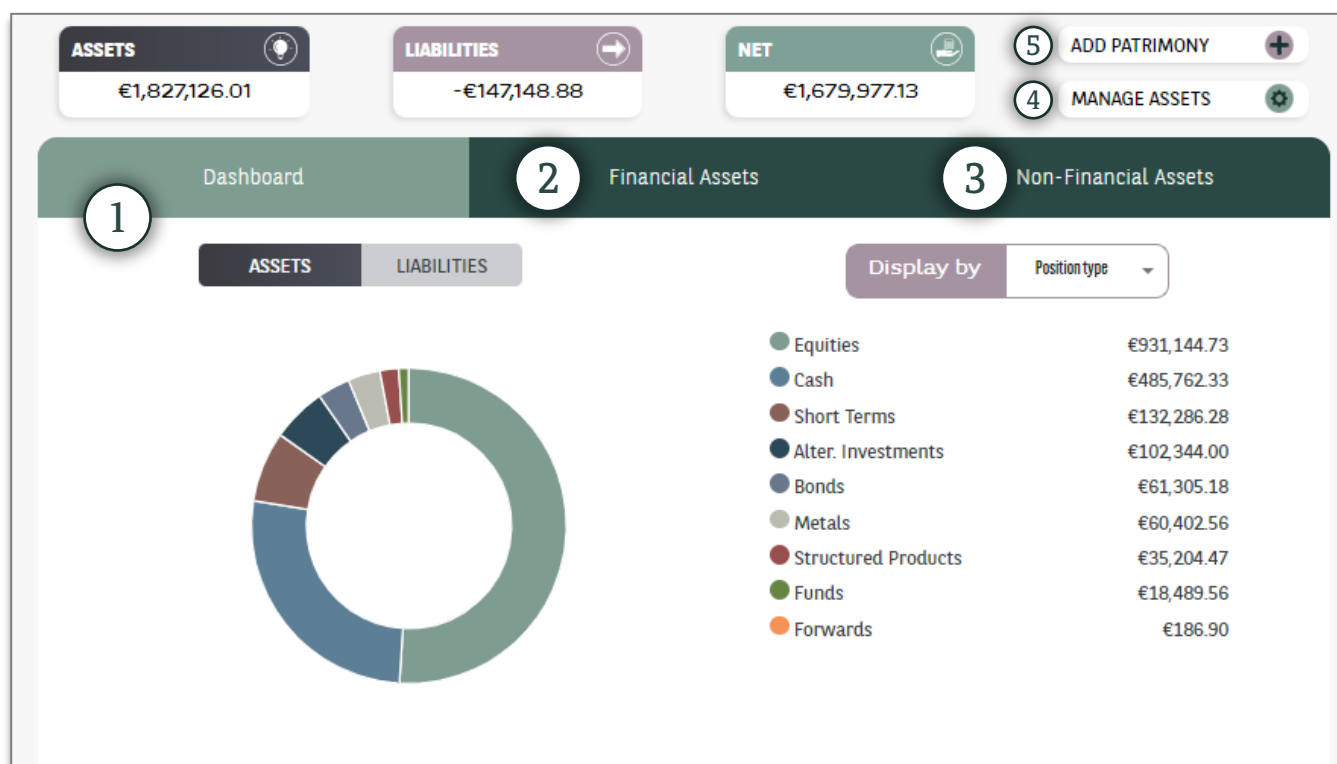 ASSETS
€1,827,126.01
LIABILITIES
-€147,148.88
NET
€1,679,977.13
5 ADD PATRIMONY
4 MANAGE ASSETS
1 Dashboard
2 Financial Assets
3 Non-Financial Assets
ASSETS LIABILITIES
Display by Position type
Equities €931,144.73
Cash €485,762.33
Short Terms €132,286.28
Alter. Investments €102,344.00
Bonds €61,305.18
Metals €60,402.56
Structured Products €35,204.47
Funds €18,489.56
Forwards €186.90